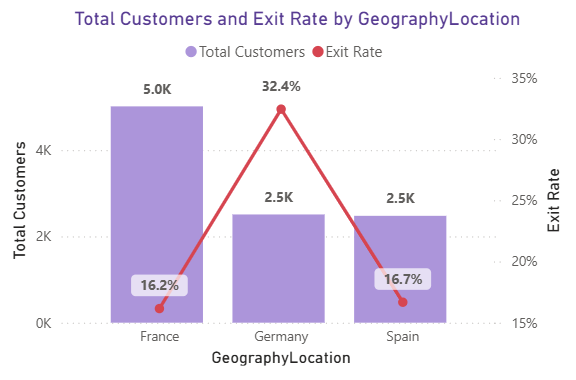 Total Customers and Exit Rate by GeographyLocation
Total Customers Exit Rate
5.0K
32.4%
2.5K
2.5K
16.2%
16.7%
4K
2K
0K
35%
30%
25%
20%
15%
Total Customers
Exit Rate
France Germany Spain
GeographyLocation